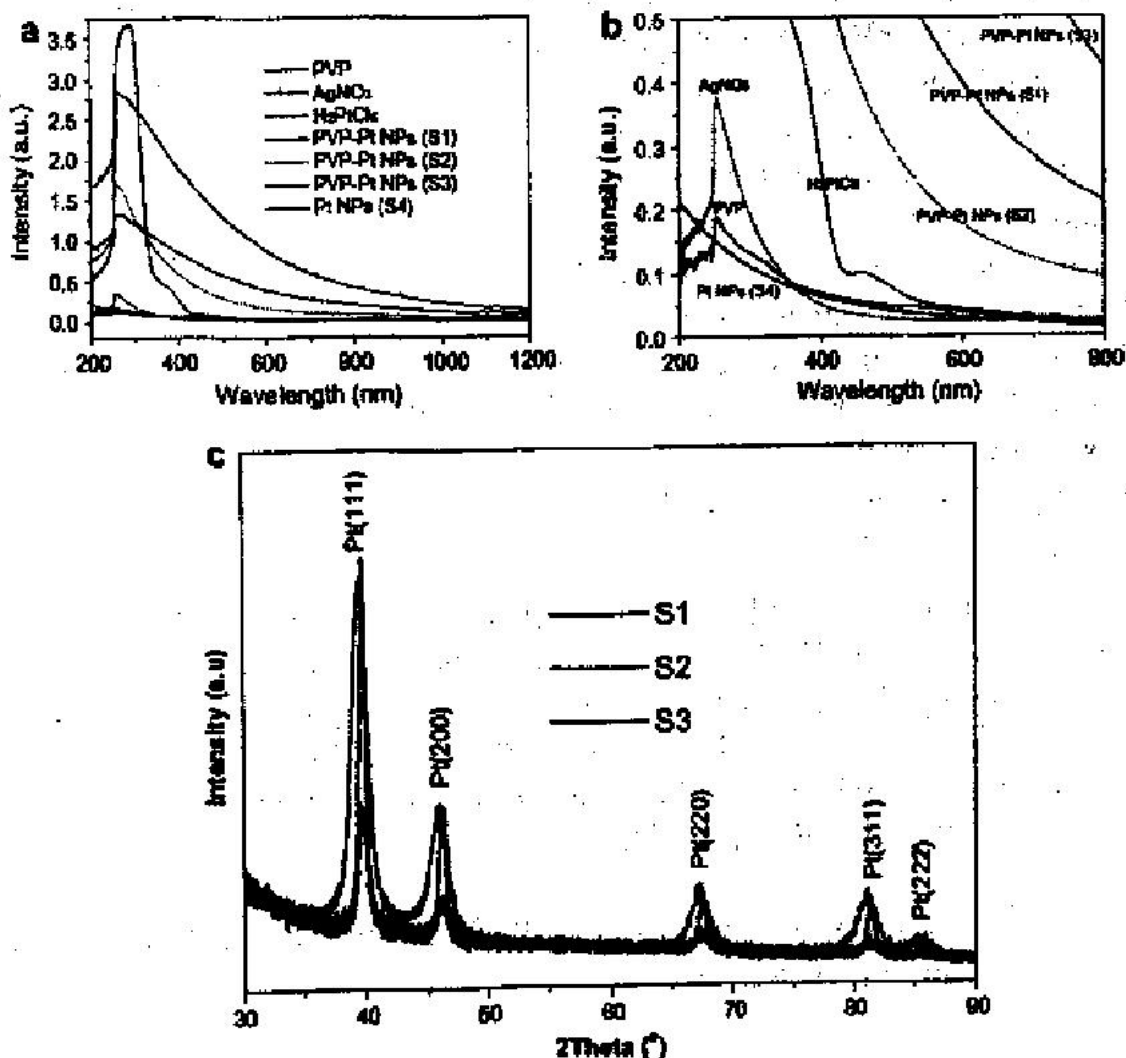 a
3.5
3.0
2.5
2.0
1.5
1.0
0.5
0.0
Intensity (a.u.)
PVP
AgNO₃
H₂PtCl₆
PVP-Pt NPs (S1)
PVP-Pt NPs (S2)
PVP-Pt NPs (S3)
Pt NPs (S4)
200 400 600 800 1000 1200
Wavelength (nm)
b
0.5
0.4
0.3
0.2
0.1
0.0
Intensity (a.u.)
PVP-Pt NPs (S3)
AgNO₃
PVP-Pt NPs (S1)
H₂PtCl₆
PVP
PVP-Pt NPs (S2)
Pt NPs (S4)
200 400 600 800
Wavelength (nm)
c
Intensity (a.u)
Pt(111)
Pt(200)
Pt(220)
Pt(311)
Pt(222)
S1
S2
S3
30 40 50 60 70 80 90
2Theta (°)